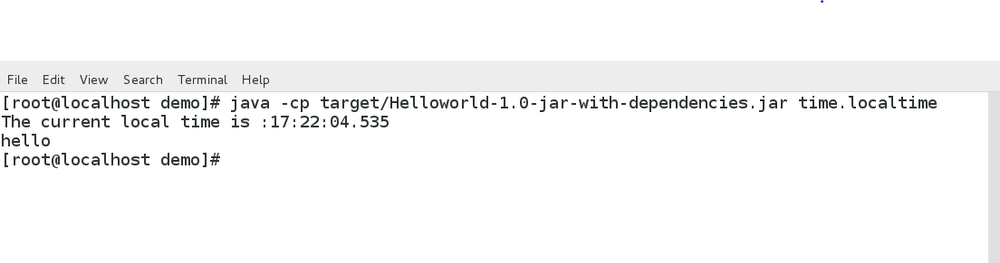 File Edit View Search Terminal Help
[root@localhost demo]# java -cp target/Helloworld-1.0-jar-with-dependencies.jar time.localtime
The current local time is :17:22:04.535
hello
[root@localhost demo]#